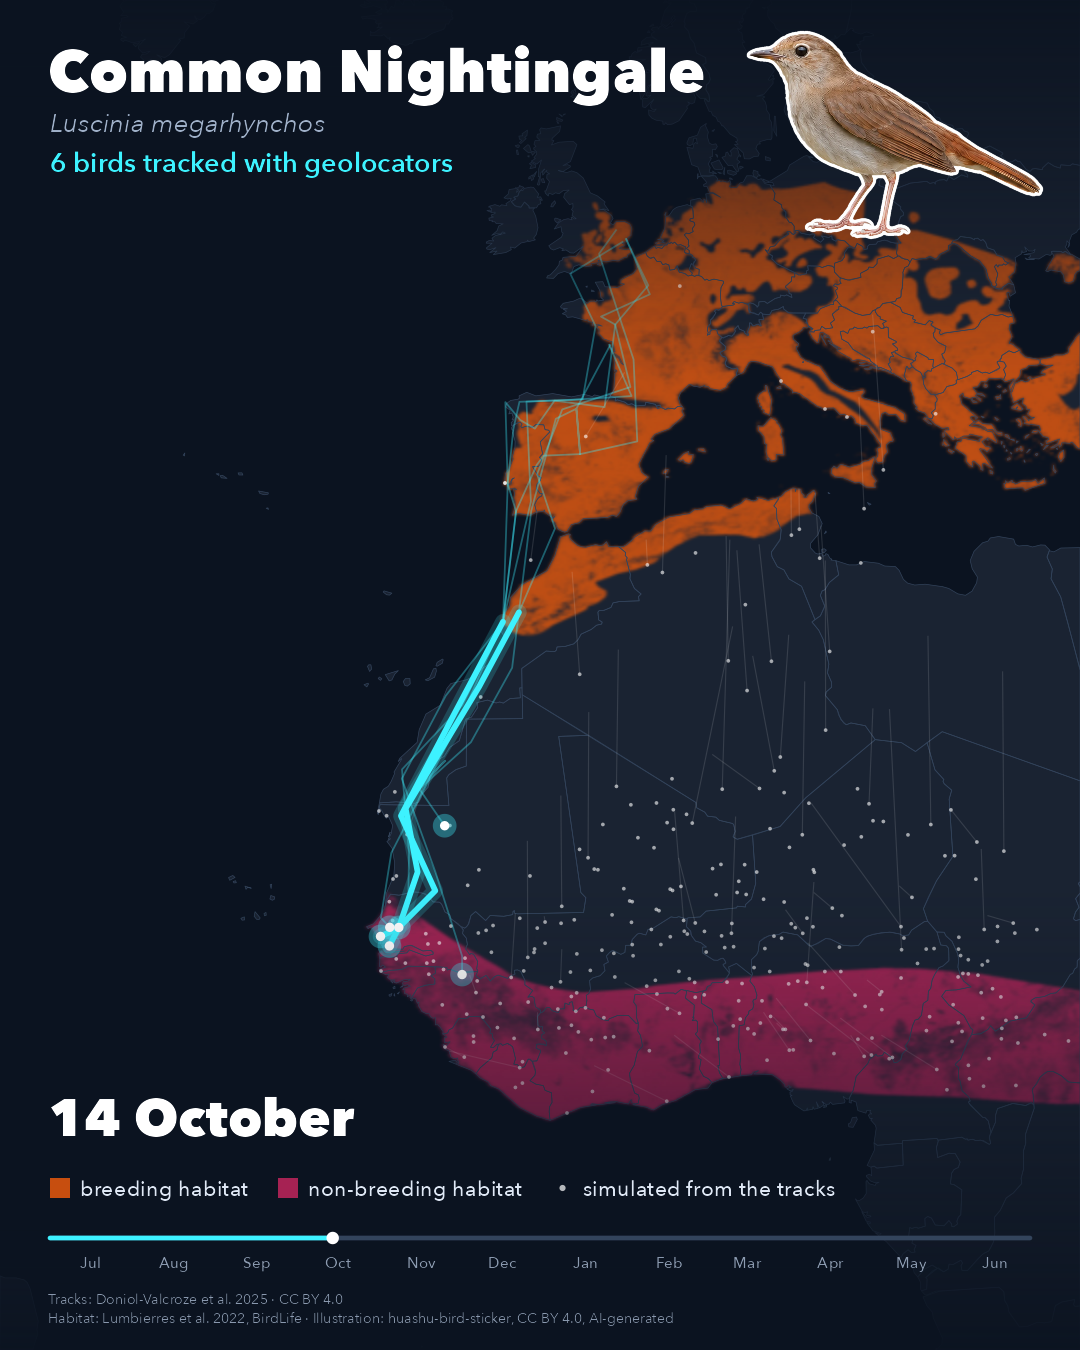 Common Nightingale
Luscinia megarhynchos
6 birds tracked with geolocators
14 October
breeding habitat non-breeding habitat simulated from the tracks
Jul Aug Sep Oct Nov Dec Jan Feb Mar Apr May Jun
Tracks: Doniol-Valcroze et al. 2025 · CC BY 4.0
Habitat: Lumbierres et al. 2022, BirdLife · Illustration: huashu-bird-sticker, CC BY 4.0, AI-generated